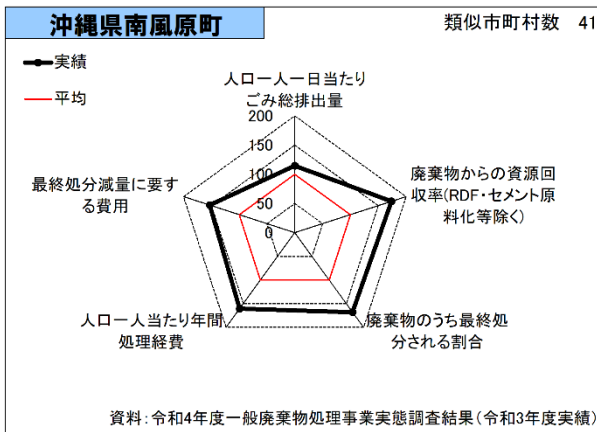 沖縄県南風原町
類似市町村数 41
実績
平均
人口一人一日当たり
ごみ総排出量
廃棄物からの資源回
収率(RDF・セメント原
料化等除く)
廃棄物のうち最終処
分される割合
人口一人当たり年間
処理経費
最終処分減量に要す
る費用
200
150
100
50
0
資料:令和4年度一般廃棄物処理事業実態調査結果(令和3年度実績)